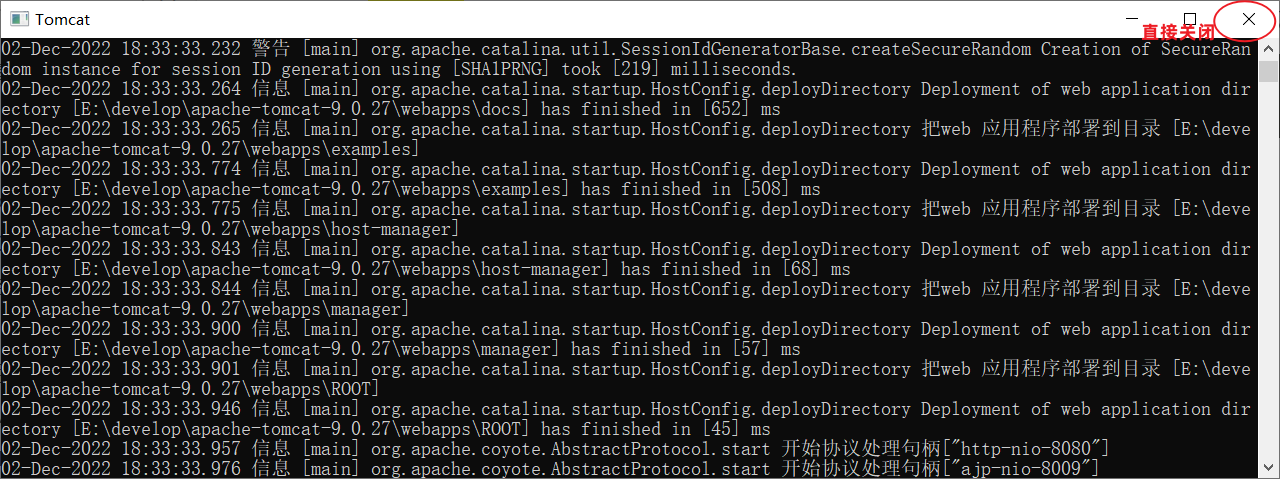 Tomcat
直接关闭
02-Dec-2022 18:33:33.232 警告 [main] org.apache.catalina.util.SessionIdGeneratorBase.createSecureRandom Creation of SecureRan
dom instance for session ID generation using [SHA1PRNG] took [219] milliseconds.
02-Dec-2022 18:33:33.264 信息 [main] org.apache.catalina.startup.HostConfig.deployDirectory Deployment of web application dir
ectory [E:\develop\apache-tomcat-9.0.27\webapps\docs] has finished in [652] ms
02-Dec-2022 18:33:33.265 信息 [main] org.apache.catalina.startup.HostConfig.deployDirectory 把web 应用程序部署到目录 [E:\deve
lop\apache-tomcat-9.0.27\webapps\examples]
02-Dec-2022 18:33:33.774 信息 [main] org.apache.catalina.startup.HostConfig.deployDirectory Deployment of web application dir
ectory [E:\develop\apache-tomcat-9.0.27\webapps\examples] has finished in [508] ms
02-Dec-2022 18:33:33.775 信息 [main] org.apache.catalina.startup.HostConfig.deployDirectory 把web 应用程序部署到目录 [E:\deve
lop\apache-tomcat-9.0.27\webapps\host-manager]
02-Dec-2022 18:33:33.843 信息 [main] org.apache.catalina.startup.HostConfig.deployDirectory Deployment of web application dir
ectory [E:\develop\apache-tomcat-9.0.27\webapps\host-manager] has finished in [68] ms
02-Dec-2022 18:33:33.844 信息 [main] org.apache.catalina.startup.HostConfig.deployDirectory 把web 应用程序部署到目录 [E:\deve
lop\apache-tomcat-9.0.27\webapps\manager]
02-Dec-2022 18:33:33.900 信息 [main] org.apache.catalina.startup.HostConfig.deployDirectory Deployment of web application dir
ectory [E:\develop\apache-tomcat-9.0.27\webapps\manager] has finished in [57] ms
02-Dec-2022 18:33:33.901 信息 [main] org.apache.catalina.startup.HostConfig.deployDirectory 把web 应用程序部署到目录 [E:\deve
lop\apache-tomcat-9.0.27\webapps\ROOT]
02-Dec-2022 18:33:33.946 信息 [main] org.apache.catalina.startup.HostConfig.deployDirectory Deployment of web application dir
ectory [E:\develop\apache-tomcat-9.0.27\webapps\ROOT] has finished in [45] ms
02-Dec-2022 18:33:33.957 信息 [main] org.apache.coyote.AbstractProtocol.start 开始协议处理句柄["http-nio-8080"]
02-Dec-2022 18:33:33.976 信息 [main] org.apache.coyote.AbstractProtocol.start 开始协议处理句柄["ajp-nio-8009"]